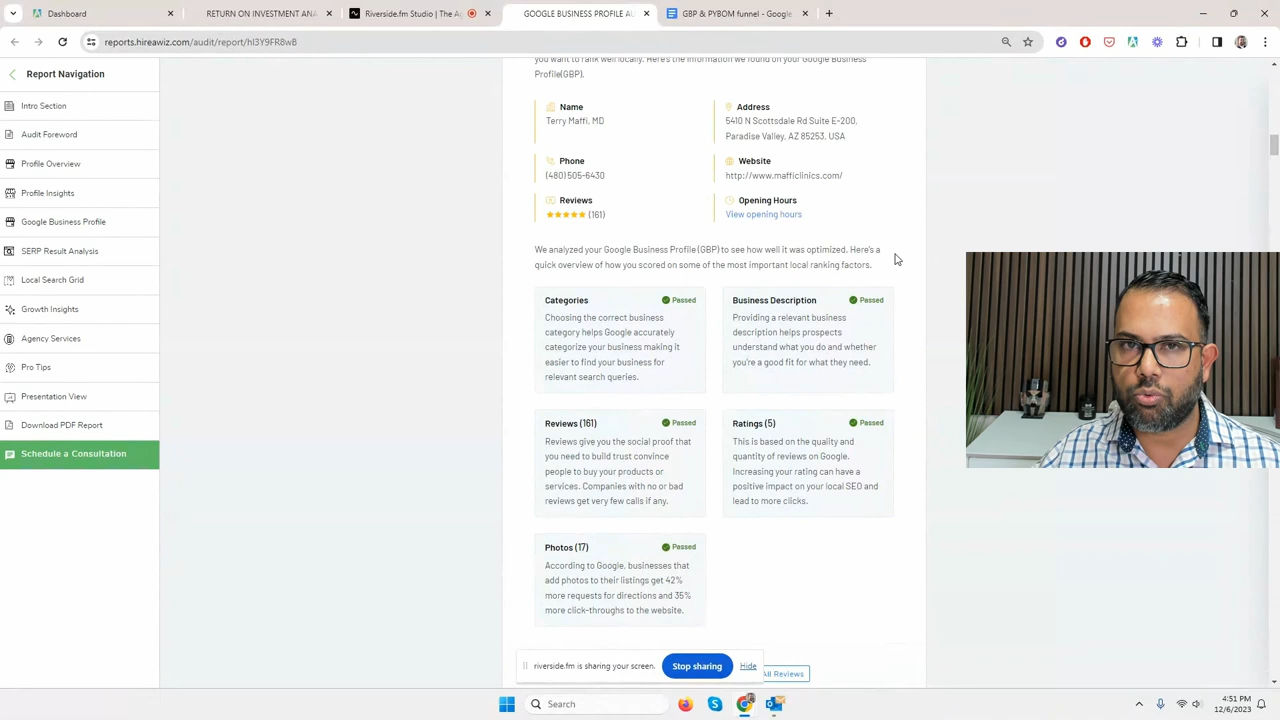 Dashboard
RETURN ON INVESTMENT ANA
Riverside.fm Studio | The Ag
GOOGLE BUSINESS PROFILE AU
GBP & PYBOM funnel - Google
reports.hireawiz.com/audit/report/hI3Y9FR8wB
Report Navigation
Intro Section
Audit Foreword
Profile Overview
Profile Insights
Google Business Profile
SERP Result Analysis
Local Search Grid
Growth Insights
Agency Services
Pro Tips
Presentation View
Download PDF Report
Schedule a Consultation
you want to rank well locally. Here's the information we found on your Google Business
Profile(GBP).
Name
Terry Maffi, MD
Address
5410 N Scottsdale Rd Suite E-200,
Paradise Valley, AZ 85253, USA
Phone
(480) 505-6430
Website
http://www.mafficlinics.com/
Reviews
(161)
Opening Hours
View opening hours
We analyzed your Google Business Profile (GBP) to see how well it was optimized. Here's a
quick overview of how you scored on some of the most important local ranking factors.
Categories
Passed
Choosing the correct business
category helps Google accurately
categorize your business making it
easier to find your business for
relevant search queries.
Business Description
Passed
Providing a relevant business
description helps prospects
understand what you do and whether
you're a good fit for what they need.
Reviews (161)
Passed
Reviews give you the social proof that
you need to build trust convince
people to buy your products or
services. Companies with no or bad
reviews get very few calls if any.
Ratings (5)
Passed
This is based on the quality and
quantity of reviews on Google.
Increasing your rating can have a
positive impact on your local SEO and
lead to more clicks.
Photos (17)
Passed
According to Google, businesses that
add photos to their listings get 42%
more requests for directions and 35%
more click-throughs to the website.
riverside.fm is sharing your screen.
Stop sharing
Hide
All Reviews
Search
4:51 PM
12/6/2023